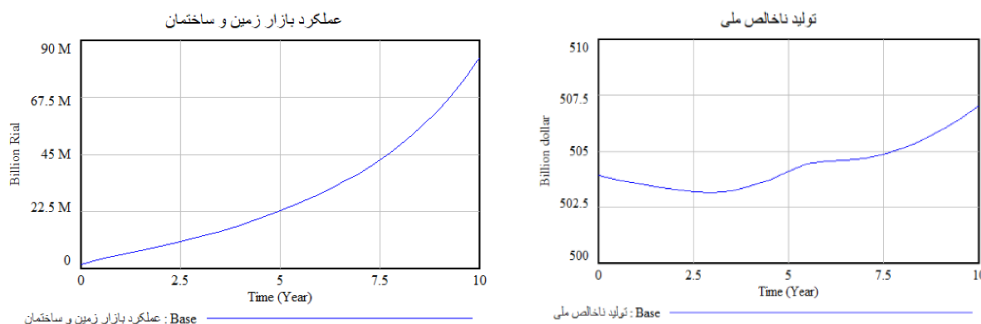 عملکرد بازار زمین و ساختمان
90 M
67.5 M
45 M
22.5 M
0
Billion Rial
0 2.5 5 7.5 10
Time (Year)
عملکرد بازار زمین و ساختمان : Base
تولید ناخالص ملی
510
507.5
505
502.5
500
Billion dollar
0 2.5 5 7.5 10
Time (Year)
تولید ناخالص ملی : Base